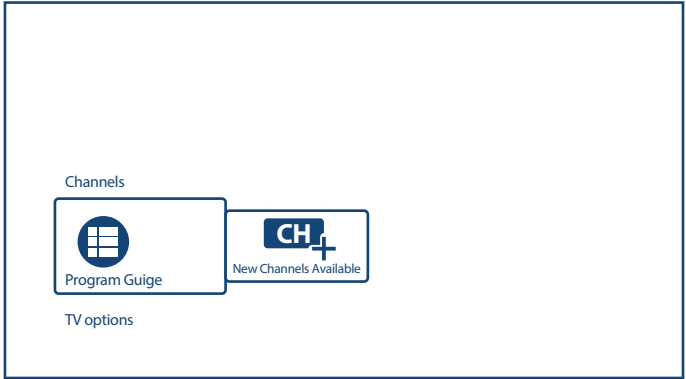 Channels
CH
Program Guige
New Channels Available
TV options